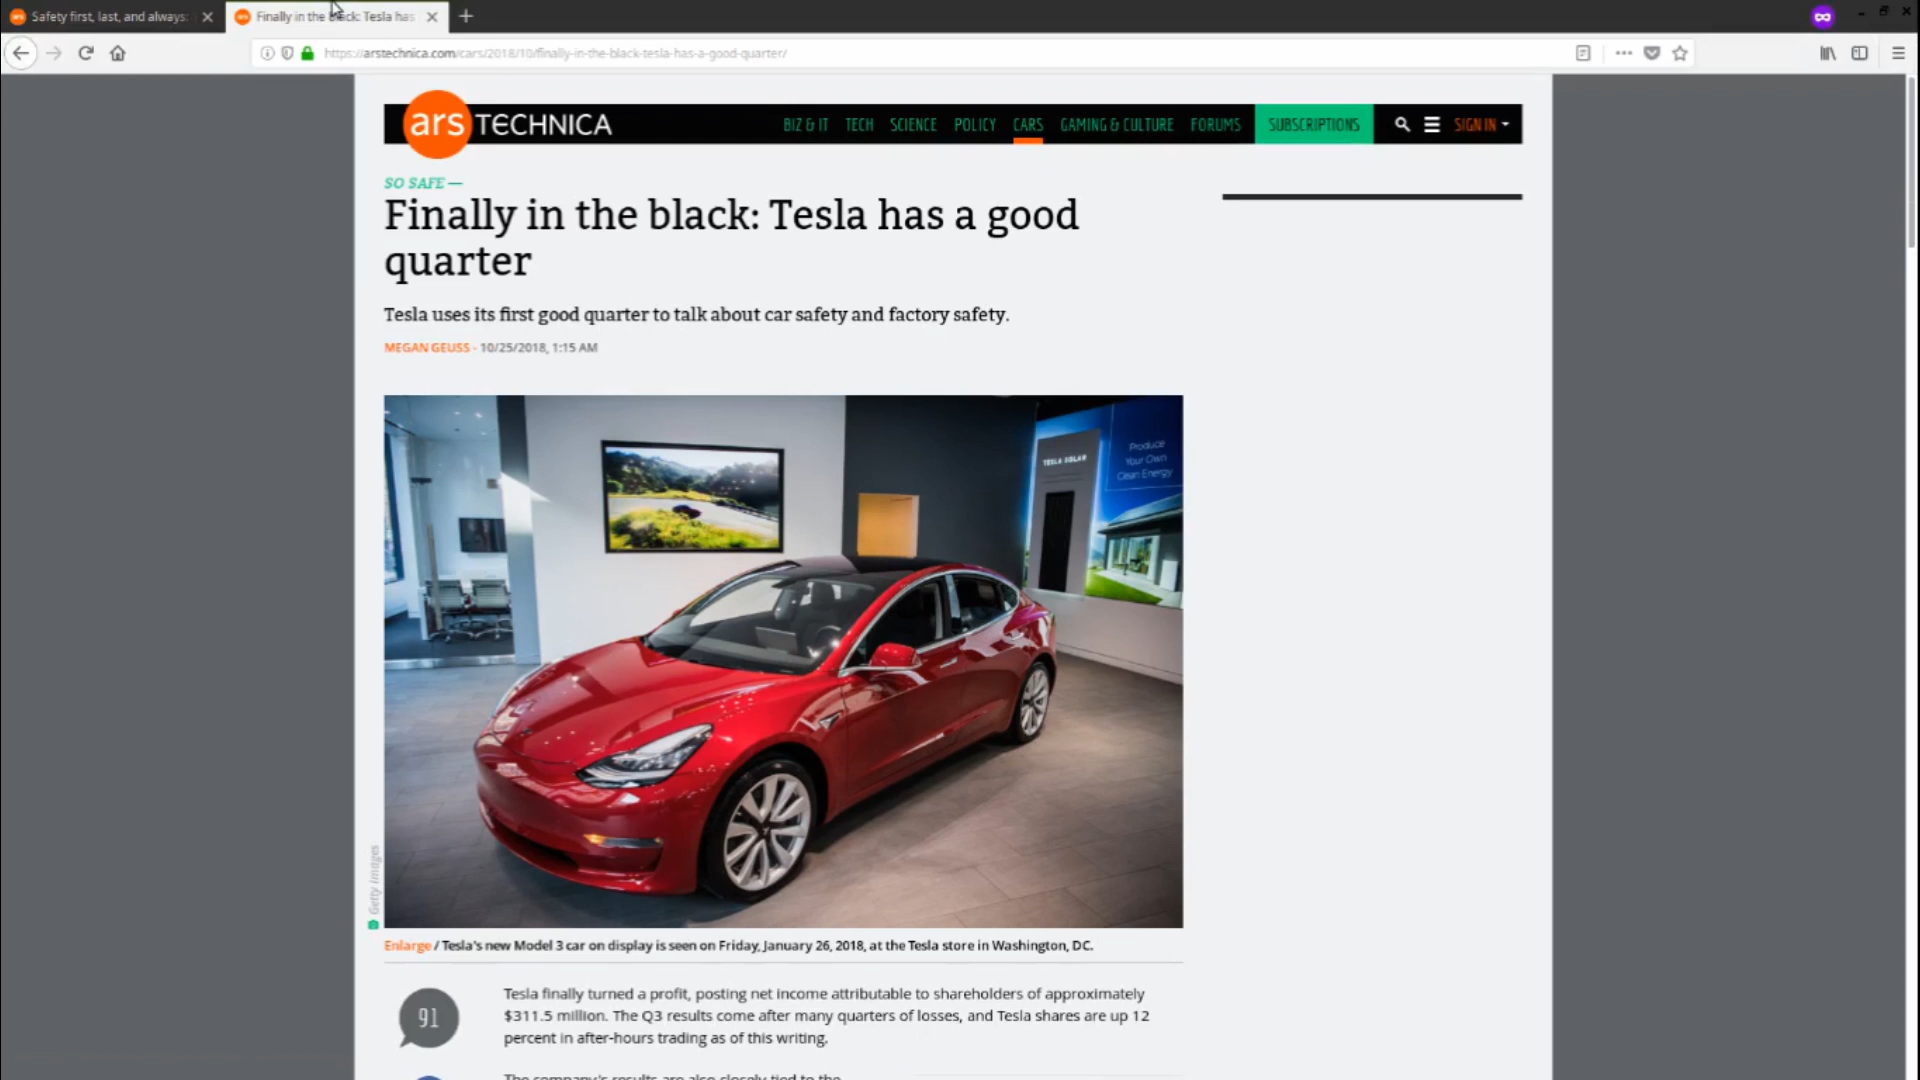 Safety first, last, and always:
Finally in the black: Tesla has
https://arstechnica.com/cars/2018/10/finally-in-the-black-tesla-has-a-good-quarter/
ars TECHNICA
BIZ & IT TECH SCIENCE POLICY CARS GAMING & CULTURE FORUMS SUBSCRIPTIONS SIGN IN
SO SAFE —
Finally in the black: Tesla has a good
quarter
Tesla uses its first good quarter to talk about car safety and factory safety.
MEGAN GEUSS - 10/25/2018, 1:15 AM
TESLA SOLAR
Produce
Your Own
Clean Energy
Getty Images
Enlarge / Tesla's new Model 3 car on display is seen on Friday, January 26, 2018, at the Tesla store in Washington, DC.
91
Tesla finally turned a profit, posting net income attributable to shareholders of approximately
$311.5 million. The Q3 results come after many quarters of losses, and Tesla shares are up 12
percent in after-hours trading as of this writing.
The company's results are also closely tied to the